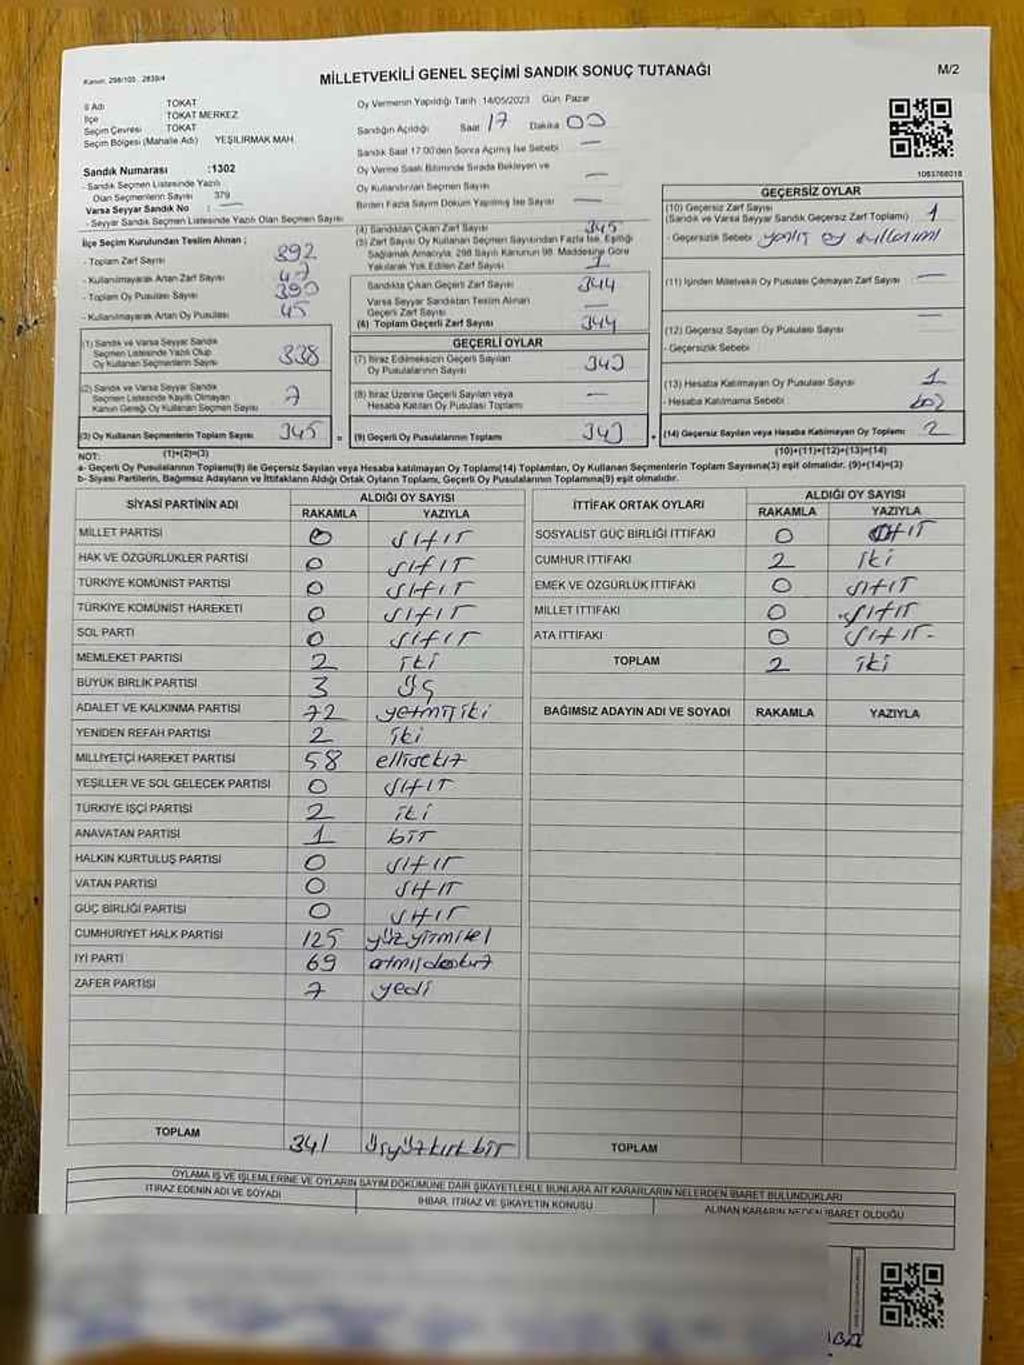 Kanun: 298/105 , 2839/4
MİLLETVEKİLİ GENEL SEÇİMİ SANDIK SONUÇ TUTANAĞI
M/2
İl Adı TOKAT
İlçe TOKAT MERKEZ
Seçim Çevresi TOKAT
Seçim Bölgesi (Mahalle Adı) YEŞİLIRMAK MAH.
Sandık Numarası :1302
- Sandık Seçmen Listesinde Yazılı
Olan Seçmenlerin Sayısı 379
Varsa Seyyar Sandık No : —
- Seyyar Sandık Seçmen Listesinde Yazılı Olan Seçmen Sayısı
İlçe Seçim Kurulundan Teslim Alınan ;
- Toplam Zarf Sayısı 392
- Kullanılmayarak Artan Zarf Sayısı 47
- Toplam Oy Pusulası Sayısı 390
- Kullanılmayarak Artan Oy Pusulası 45
(1) Sandık ve Varsa Seyyar Sandık
Seçmen Listesinde Yazılı Olup
Oy Kullanan Seçmenlerin Sayısı 338
(2) Sandık ve Varsa Seyyar Sandık
Seçmen Listesinde Kayıtlı Olmayan
Kanun Gereği Oy Kullanan Seçmen Sayısı 7
(3) Oy Kullanan Seçmenlerin Toplam Sayısı 345
(1)+(2)=(3)
Oy Vermenin Yapıldığı Tarih 14/05/2023 Gün Pazar
Sandığın Açıldığı Saat 17 Dakika 00
Sandık Saat 17:00'den Sonra Açılmış İse Sebebi —
Oy Verme Saati Bitiminde Sırada Bekleyen ve
Oy Kullandırılan Seçmen Sayısı —
Birden Fazla Sayım Döküm Yapılmış İse Sayısı —
(4) Sandıktan Çıkan Zarf Sayısı 345
(5) Zarf Sayısı Oy Kullanan Seçmen Sayısından Fazla İse, Eşitliği
Sağlamak Amacıyla, 298 Sayılı Kanunun 98. Maddesine Göre
Yakılarak Yok Edilen Zarf Sayısı 1
Sandıkta Çıkan Geçerli Zarf Sayısı 344
Varsa Seyyar Sandıktan Teslim Alınan
Geçerli Zarf Sayısı —
(6) Toplam Geçerli Zarf Sayısı 344
GEÇERLİ OYLAR
(7) İtiraz Edilmeksizin Geçerli Sayılan
Oy Pusulalarının Sayısı 343
(8) İtiraz Üzerine Geçerli Sayılan veya
Hesaba Katılan Oy Pusulası Toplamı —
= (9) Geçerli Oy Pusulalarının Toplamı 343
1063768018
GEÇERSİZ OYLAR
(10) Geçersiz Zarf Sayısı
(Sandık ve Varsa Seyyar Sandık Geçersiz Zarf Toplamı) 1
- Geçersizlik Sebebi yanlış oy kullanımı
(11) İçinden Milletvekili Oy Pusulası Çıkmayan Zarf Sayısı —
(12) Geçersiz Sayılan Oy Pusulası Sayısı —
- Geçersizlik Sebebi
(13) Hesaba Katılmayan Oy Pusulası Sayısı 1
- Hesaba Katılmama Sebebi boş
+ (14) Geçersiz Sayılan veya Hesaba Katılmayan Oy Toplamı 2
(10)+(11)+(12)+(13)=(14)
NOT:
a- Geçerli Oy Pusulalarının Toplamı(9) ile Geçersiz Sayılan veya Hesaba katılmayan Oy Toplamı(14) Toplamları, Oy Kullanan Seçmenlerin Toplam Sayısına(3) eşit olmalıdır. (9)+(14)=(3)
b- Siyasi Partilerin, Bağımsız Adayların ve İttifakların Aldığı Ortak Oyların Toplamı, Geçerli Oy Pusulalarının Toplamına(9) eşit olmalıdır.
SİYASİ PARTİNİN ADI ALDIĞI OY SAYISI
RAKAMLA YAZIYLA
MİLLET PARTİSİ 0 sıfır
HAK VE ÖZGÜRLÜKLER PARTİSİ 0 sıfır
TÜRKİYE KOMÜNİST PARTİSİ 0 sıfır
TÜRKİYE KOMÜNİST HAREKETİ 0 sıfır
SOL PARTİ 0 sıfır
MEMLEKET PARTİSİ 2 iki
BÜYÜK BİRLİK PARTİSİ 3 üç
ADALET VE KALKINMA PARTİSİ 72 yetmişiki
YENİDEN REFAH PARTİSİ 2 iki
MİLLİYETÇİ HAREKET PARTİSİ 58 ellisekiz
YEŞİLLER VE SOL GELECEK PARTİSİ 0 sıfır
TÜRKİYE İŞÇİ PARTİSİ 2 iki
ANAVATAN PARTİSİ 1 bir
HALKIN KURTULUŞ PARTİSİ 0 sıfır
VATAN PARTİSİ 0 sıfır
GÜÇ BİRLİĞİ PARTİSİ 0 sıfır
CUMHURİYET HALK PARTİSİ 125
İYİ PARTİ 69 atmışdokuz
ZAFER PARTİSİ 7 yedi
TOPLAM 341 üçyüzkırkbir
İTTİFAK ORTAK OYLARI ALDIĞI OY SAYISI
RAKAMLA YAZIYLA
SOSYALİST GÜÇ BİRLİĞİ İTTİFAKI 0 sıfır
CUMHUR İTTİFAKI 2 iki
EMEK VE ÖZGÜRLÜK İTTİFAKI 0 sıfır
MİLLET İTTİFAKI 0 sıfır
ATA İTTİFAKI 0 sıfır
TOPLAM 2 iki
BAĞIMSIZ ADAYIN ADI VE SOYADI RAKAMLA YAZIYLA
TOPLAM
OYLAMA İŞ VE İŞLEMLERİNE VE OYLARIN SAYIM DÖKÜMÜNE DAİR ŞİKAYETLERLE BUNLARA AİT KARARLARIN NELERDEN İBARET BULUNDUKLARI
İTİRAZ EDENİN ADI VE SOYADI İHBAR, İTİRAZ VE ŞİKAYETİN KONUSU ALINAN KARARIN NEDEN İBARET OLDUĞU